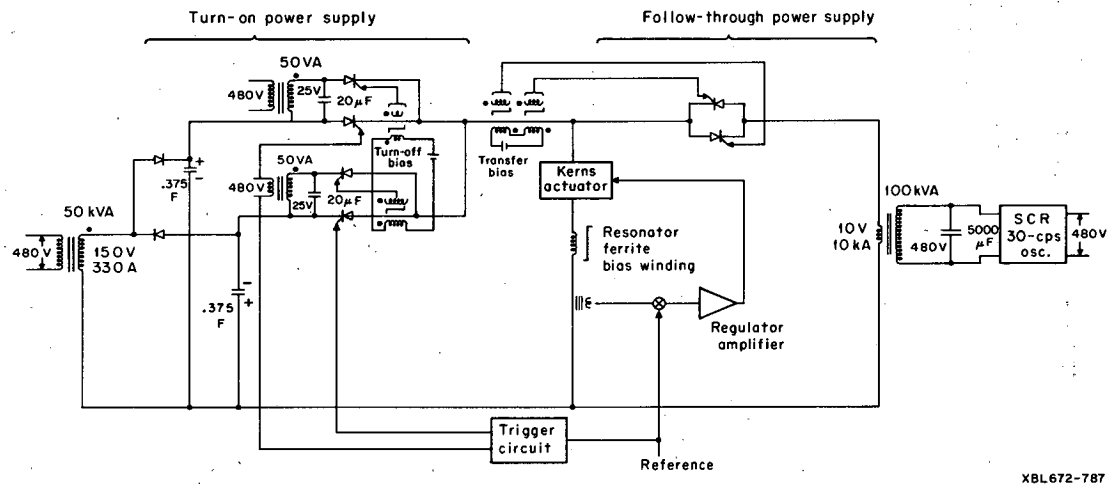 Turn-on power supply
Follow-through power supply
50VA
480V
25V
20μF
Turn-off
bias
Transfer
bias
+
-
.375
F
50VA
480V
25V
20μF
Kerns
actuator
50 kVA
480V
150V
330A
100kVA
10V
10kA
480V
5000
μF
SCR
30-cps
osc.
480V
Resonator
ferrite
bias winding
-
+
.375
F
Regulator
amplifier
Trigger
circuit
Reference
XBL672-787